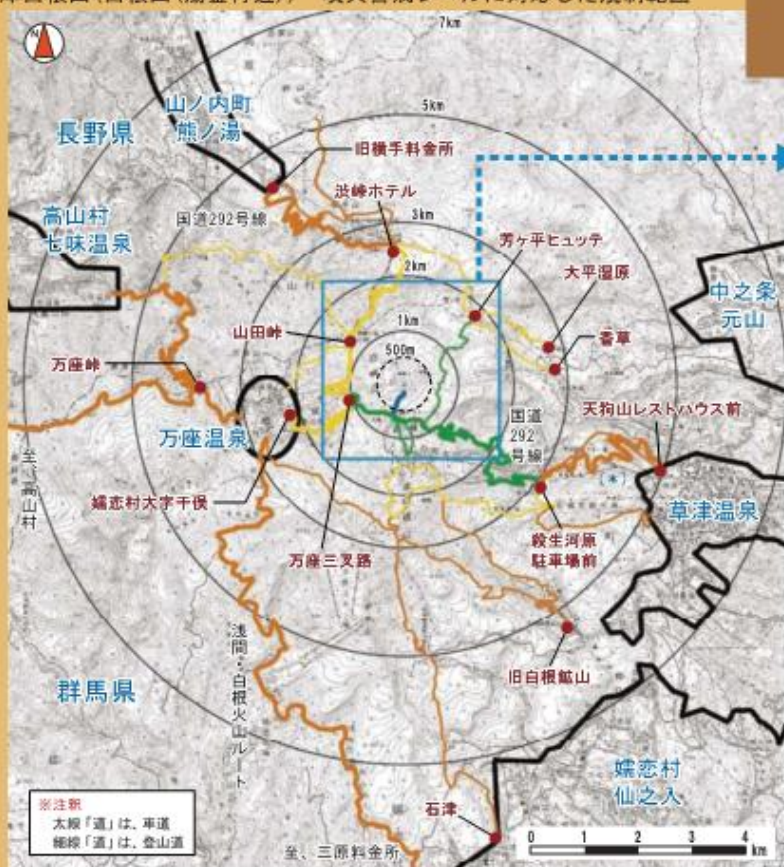 7km
N
山ノ内町
熊ノ湯
5km
長野県
旧横手料金所
渋峠ホテル
高山村
七味温泉
国道292号線
3km
芳ヶ平ヒュッテ
2km
大平湿原
中之条
元山
山田峠
1km
香草
500m
万座峠
天狗山レストハウス前
国道
292
号線
万座温泉
(*)
至、高山村
嬬恋村大字干俣
草津温泉
殺生河原
駐車場前
万座三叉路
浅間・白根火山ルート
旧白根鉱山
群馬県
嬬恋村
仙之入
※注釈
太線「道」は、車道
細線「道」は、登山道
石津
至、三原料金所
0 1 2 3 4
km